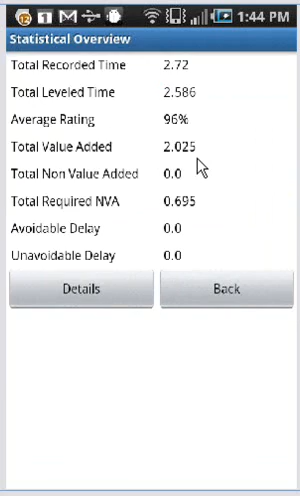 12 1 1:44 PM
Statistical Overview
Total Recorded Time 2.72
Total Leveled Time 2.586
Average Rating 96%
Total Value Added 2.025
Total Non Value Added 0.0
Total Required NVA 0.695
Avoidable Delay 0.0
Unavoidable Delay 0.0
Details Back